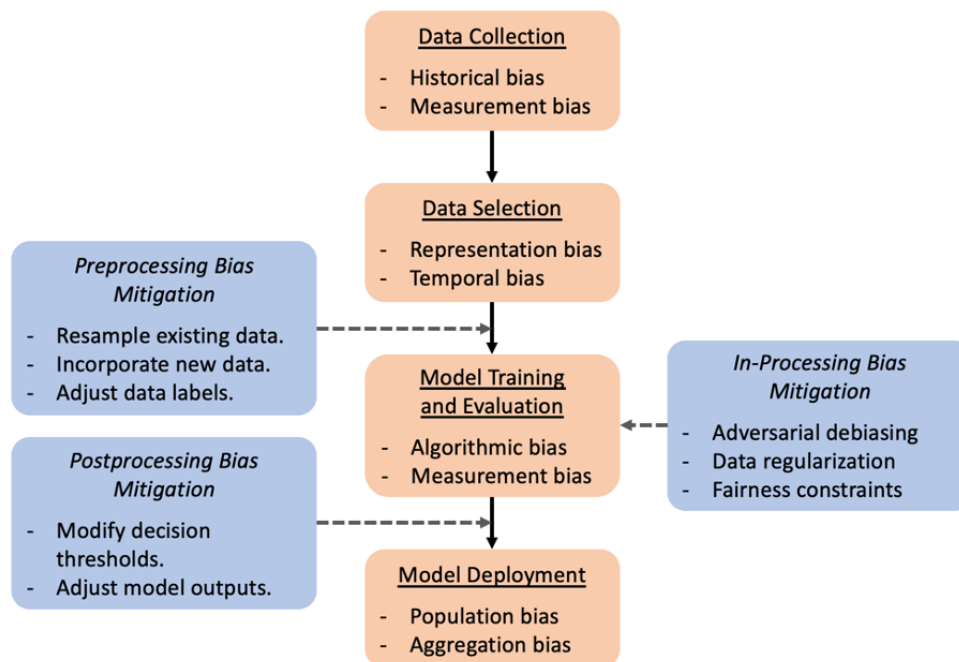 Data Collection
- Historical bias
- Measurement bias
Data Selection
- Representation bias
- Temporal bias
Preprocessing Bias
Mitigation
- Resample existing data.
- Incorporate new data.
- Adjust data labels.
Model Training
and Evaluation
- Algorithmic bias
- Measurement bias
In-Processing Bias
Mitigation
- Adversarial debiasing
- Data regularization
- Fairness constraints
Postprocessing Bias
Mitigation
- Modify decision
thresholds.
- Adjust model outputs.
Model Deployment
- Population bias
- Aggregation bias